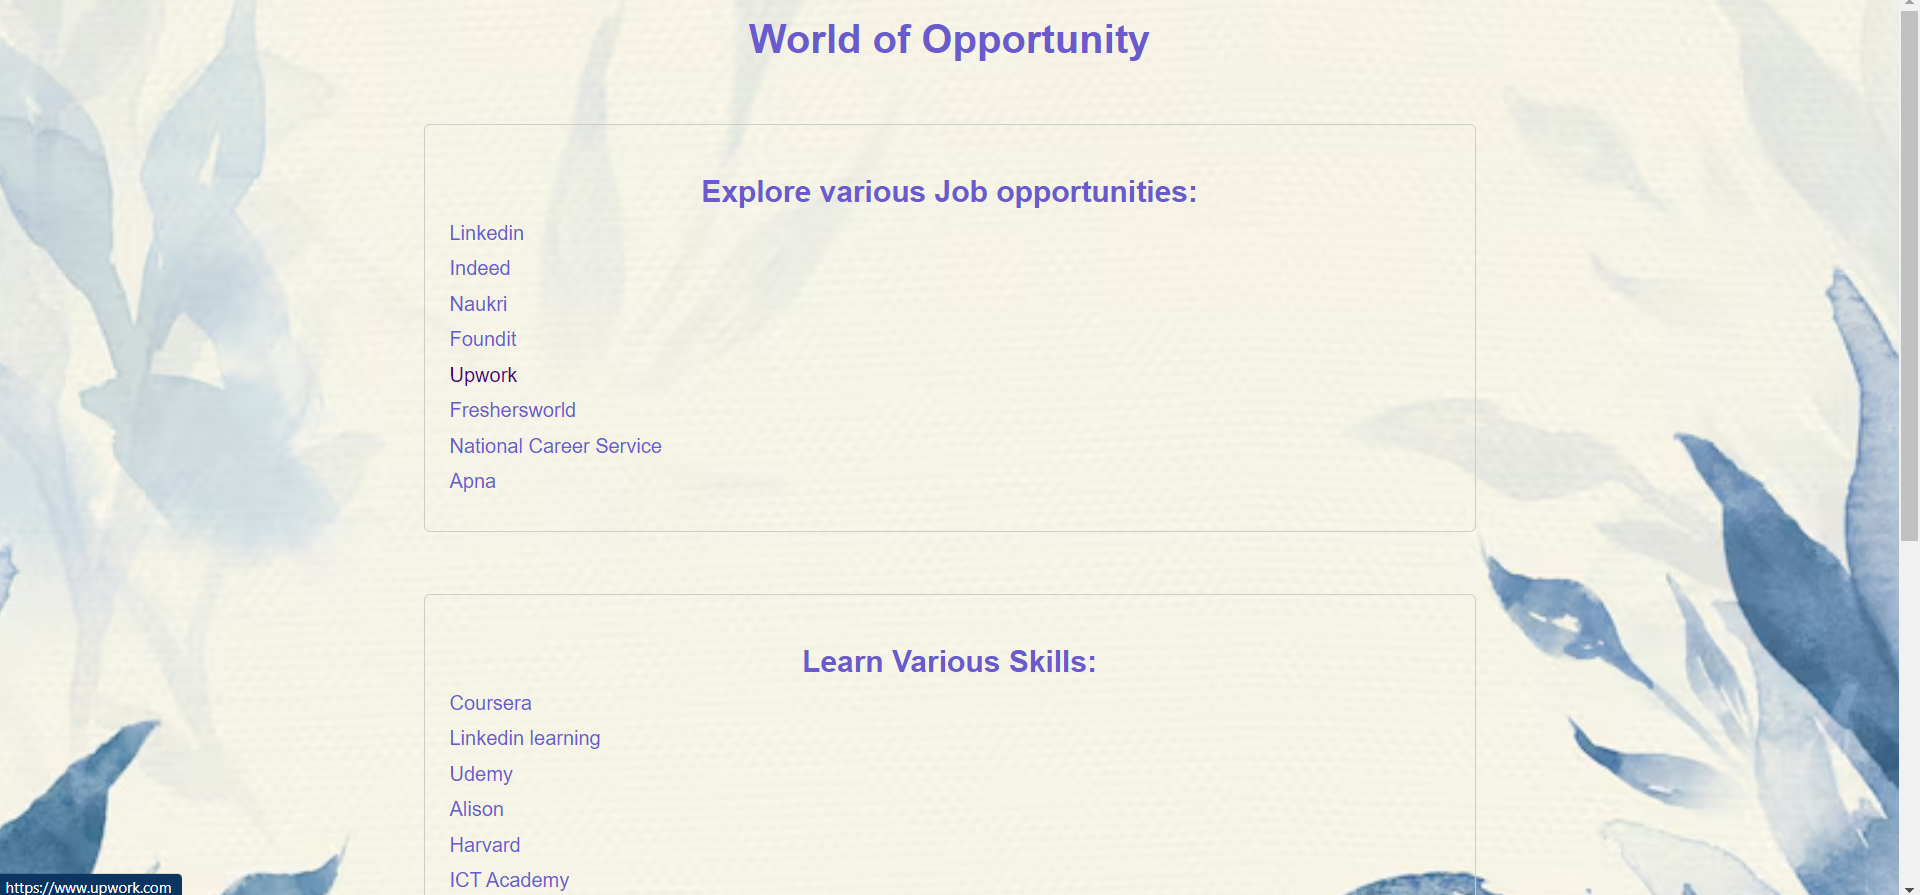 World of Opportunity
Explore various Job opportunities:
Linkedin
Indeed
Naukri
Foundit
Upwork
Freshersworld
National Career Service
Apna
Learn Various Skills:
Coursera
Linkedin learning
Udemy
Alison
Harvard
ICT Academy
https://www.upwork.com